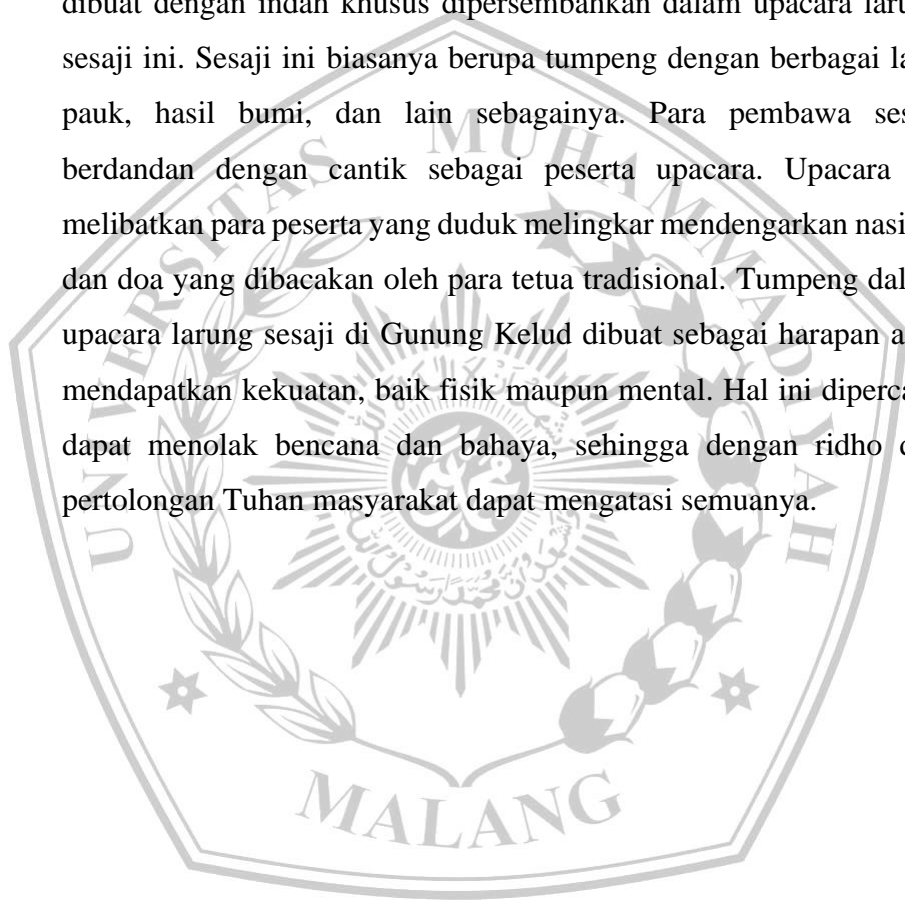 dibuat dengan indah khusus dipersembahkan dalam upacara laru
sesaji ini. Sesaji ini biasanya berupa tumpeng dengan berbagai la
pauk, hasil bumi, dan lain sebagainya. Para pembawa ses
berdandan dengan cantik sebagai peserta upacara. Upacara
melibatkan para peserta yang duduk melingkar mendengarkan nasi
dan doa yang dibacakan oleh para tetua tradisional. Tumpeng dal
upacara larung sesaji di Gunung Kelud dibuat sebagai harapan a
mendapatkan kekuatan, baik fisik maupun mental. Hal ini diperca
dapat menolak bencana dan bahaya, sehingga dengan ridho d
pertolongan Tuhan masyarakat dapat mengatasi semuanya.
UNIVERSITAS MUHAMMADIYAH
MALANG